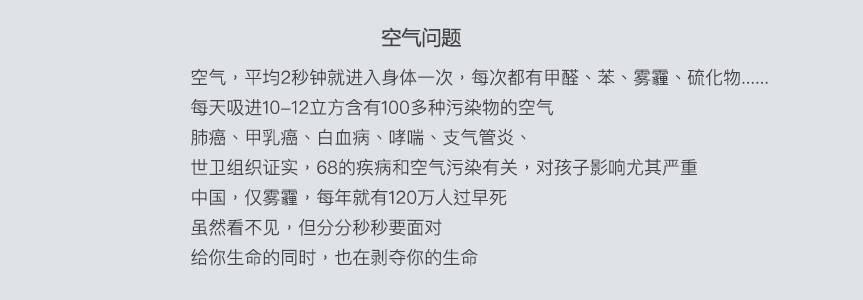 空气问题
空气，平均2秒钟就进入身体一次，每次都有甲醛、苯、雾霾、硫化物......
每天吸进10-12立方含有100多种污染物的空气
肺癌、甲乳癌、白血病、哮喘、支气管炎、
世卫组织证实，68的疾病和空气污染有关，对孩子影响尤其严重
中国，仅雾霾，每年就有120万人过早死
虽然看不见，但分分秒秒要面对
给你生命的同时，也在剥夺你的生命